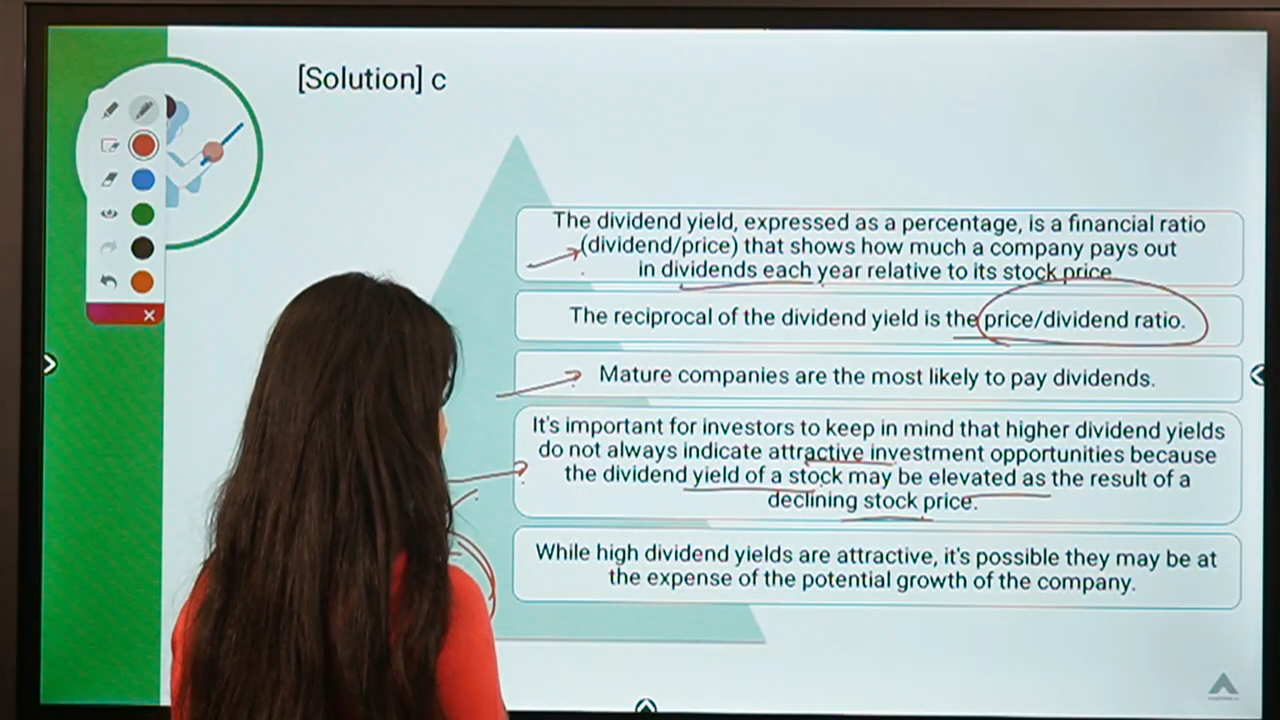 [Solution] c
The dividend yield, expressed as a percentage, is a financial ratio
(dividend/price) that shows how much a company pays out
in dividends each year relative to its stock price.
The reciprocal of the dividend yield is the price/dividend ratio.
Mature companies are the most likely to pay dividends.
It's important for investors to keep in mind that higher dividend yields
do not always indicate attractive investment opportunities because
the dividend yield of a stock may be elevated as the result of a
declining stock price.
While high dividend yields are attractive, it's possible they may be at
the expense of the potential growth of the company.